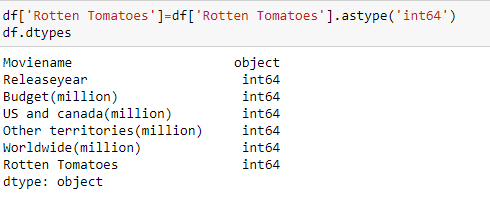 df['Rotten Tomatoes']=df['Rotten Tomatoes'].astype('int64')
df.dtypes
Moviename object
Releaseyear int64
Budget(million) int64
US and canada(million) int64
Other territories(million) int64
Worldwide(million) int64
Rotten Tomatoes int64
dtype: object